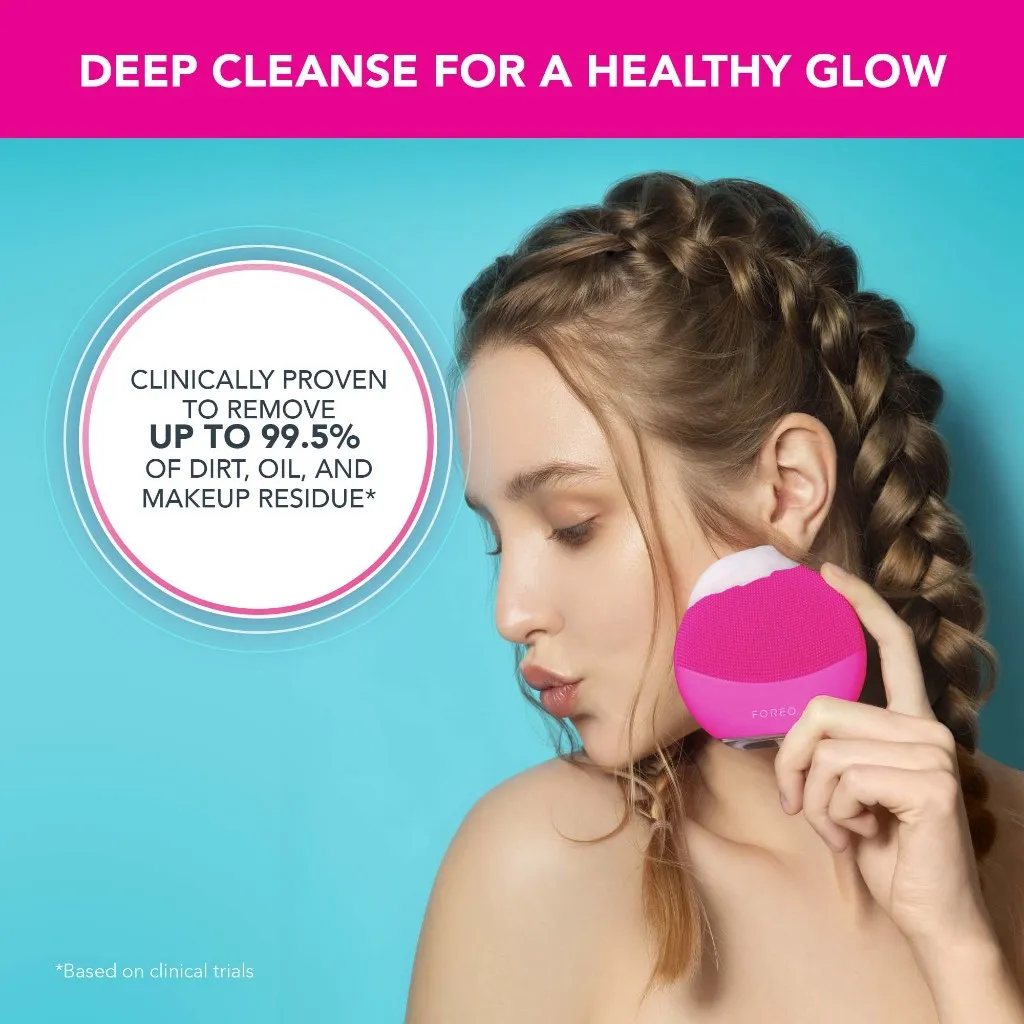 DEEP CLEANSE FOR A HEALTHY GLOW
CLINICALLY PROVEN
TO REMOVE
UP TO 99.5%
OF DIRT, OIL, AND
MAKEUP RESIDUE*
FOREO
*Based on clinical trials